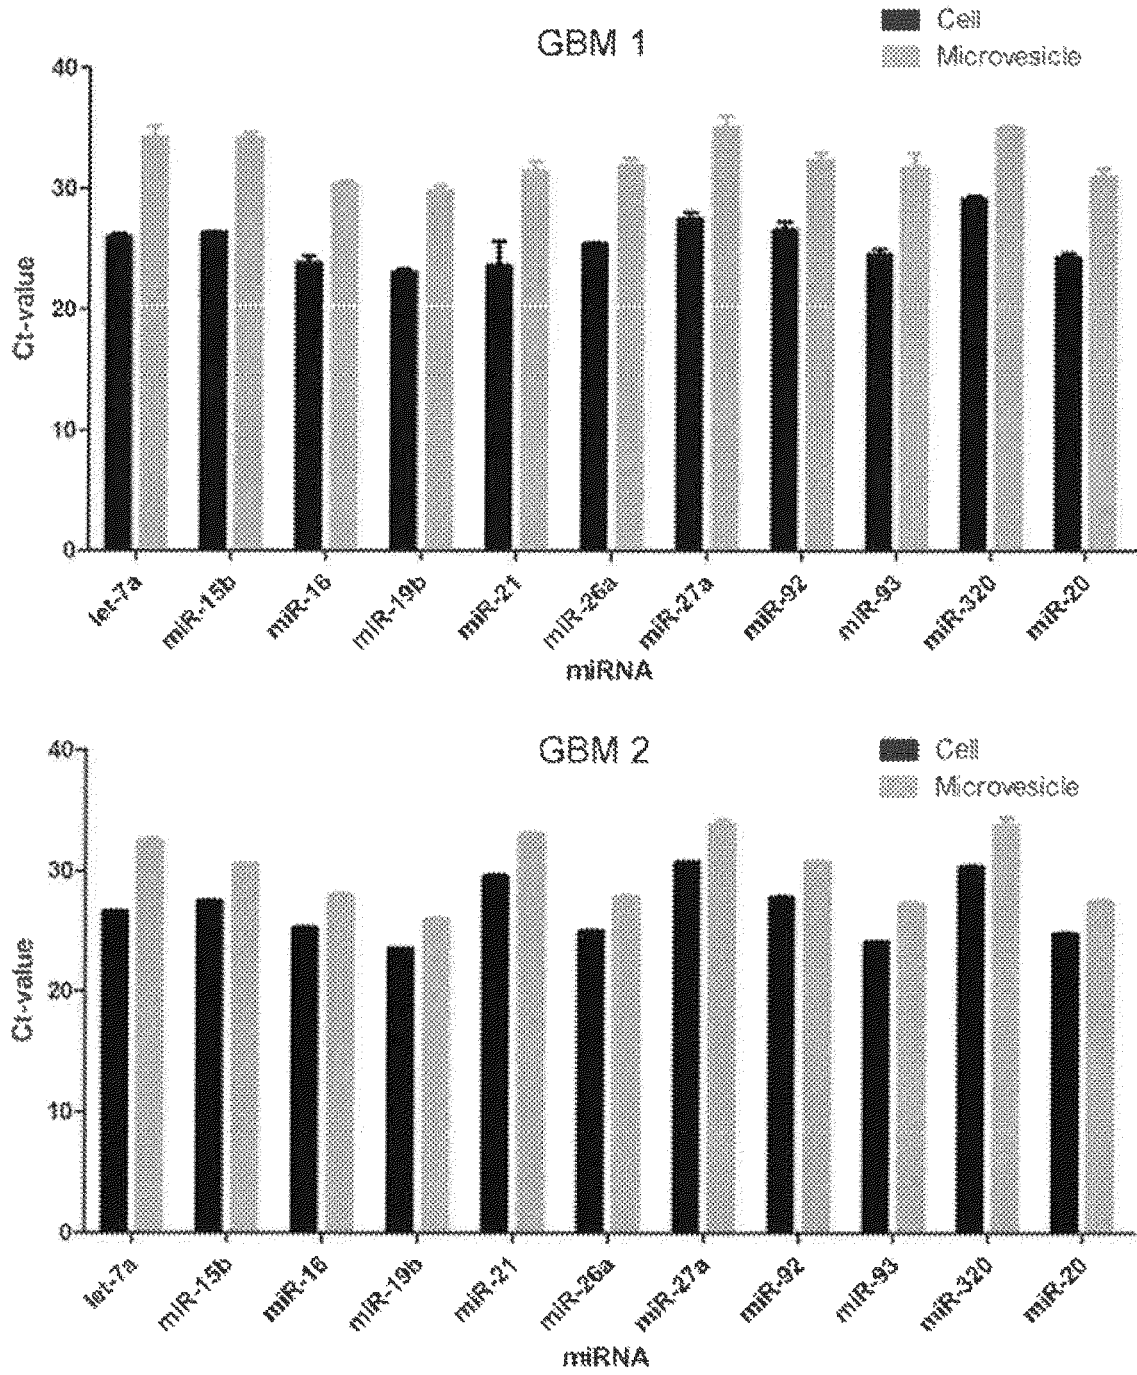 GBM 1
Cell
Microvesicle
40
30
20
10
0
Ct-value
let-7a
miR-15b
miR-16
miR-19b
miR-21
miR-26a
miR-27a
miR-92
miR-93
miR-320
miR-20
miRNA
GBM 2
Cell
Microvesicle
40
30
20
10
0
Ct-value
let-7a
miR-15b
miR-16
miR-19b
miR-21
miR-26a
miR-27a
miR-92
miR-93
miR-320
miR-20
miRNA